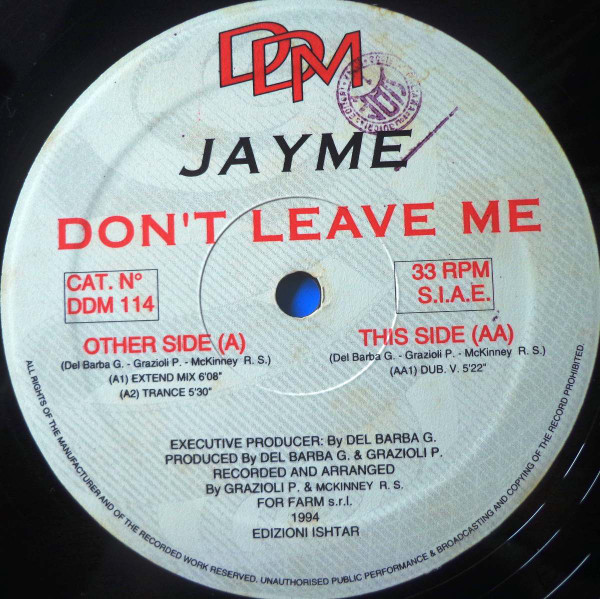 DDM
JAYME
DON'T LEAVE ME
CAT. N°
DDM 114
33 RPM
S.I.A.E.
OTHER SIDE (A)
(Del Barba G. - Grazioli P. - McKinney R. S.)
(A1) EXTEND MIX 6'08"
(A2) TRANCE 5'30"
THIS SIDE (AA)
(Del Barba G. - Grazioli P. - McKinney R. S.)
(AA1) DUB. V. 5'22"
EXECUTIVE PRODUCER: By DEL BARBA G.
PRODUCED By DEL BARBA G. & GRAZIOLI P.
RECORDED AND ARRANGED
By GRAZIOLI P. & McKINNEY R. S.
FOR FARM s.r.l.
1994
EDIZIONI ISHTAR
ALL RIGHTS OF THE MANUFACTURER AND OF THE RECORDED WORK RESERVED. UNAUTHORISED PUBLIC PERFORMANCE & BROADCASTING AND COPYING OF THE RECORD PROHIBITED.